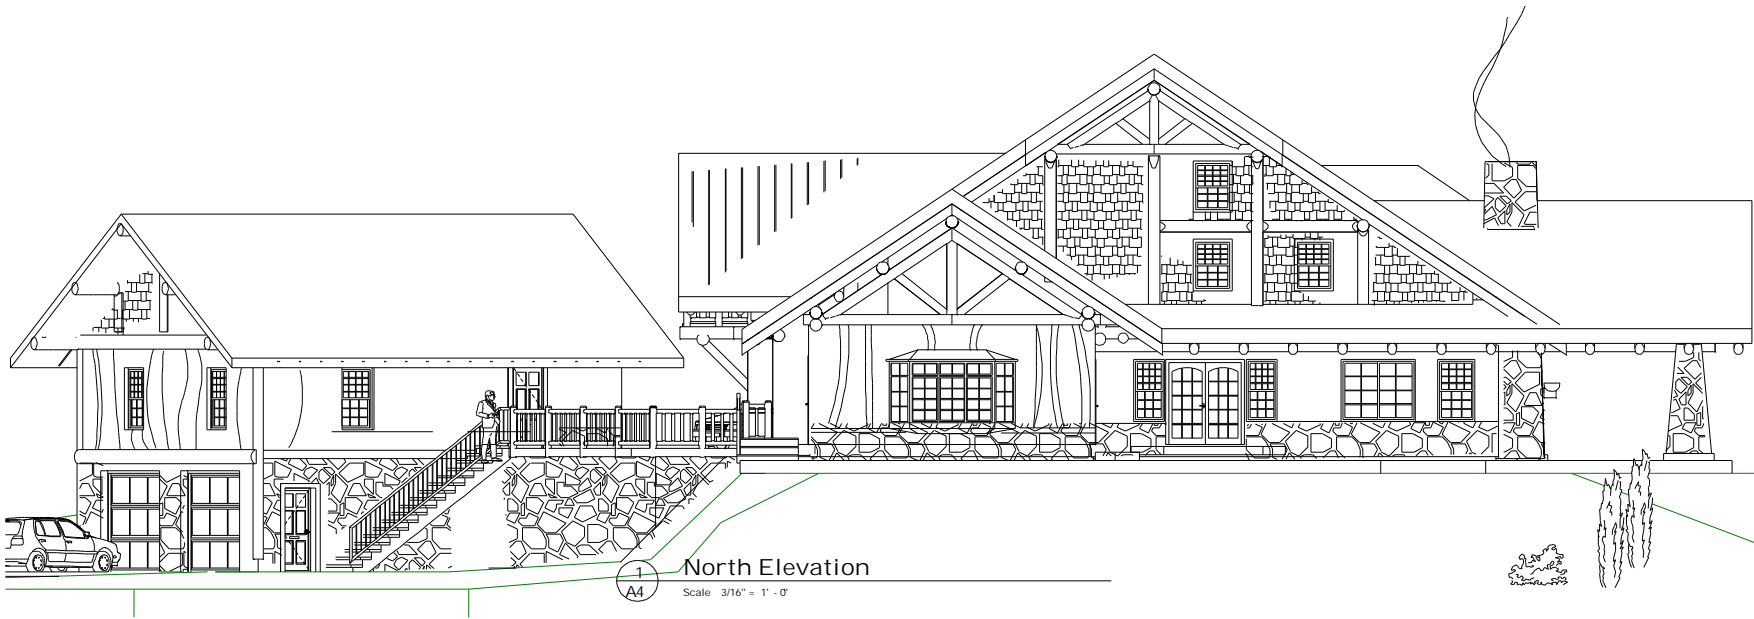 1
A4
North Elevation
Scale 3/16" = 1' - 0'